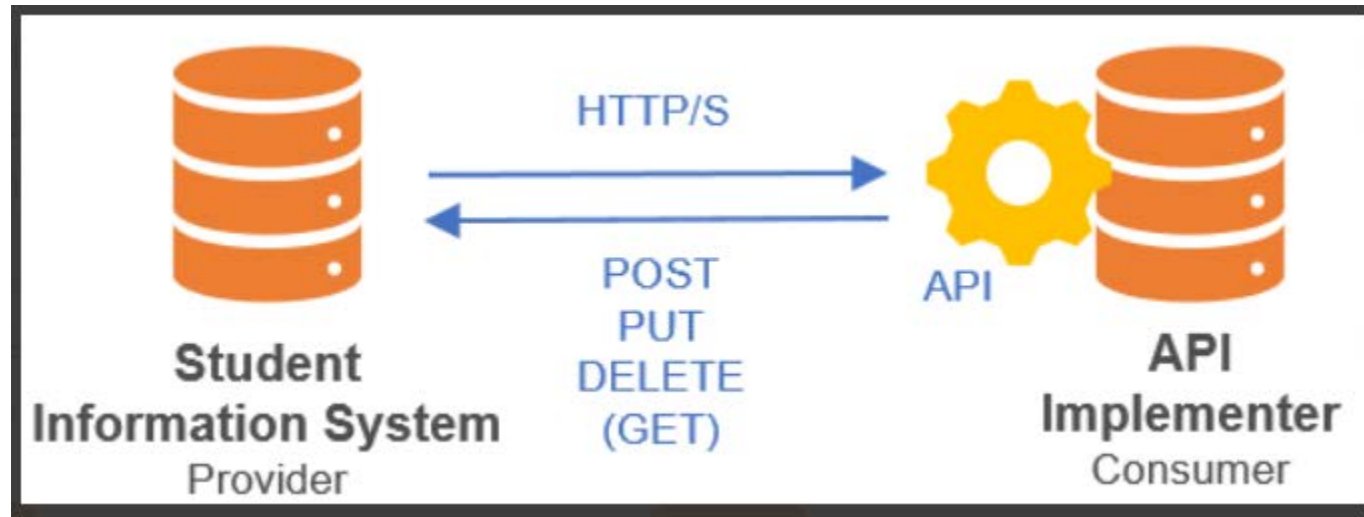 HTTP/S
POST
PUT
DELETE
(GET)
API
Student
Information System
Provider
API
Implementer
Consumer